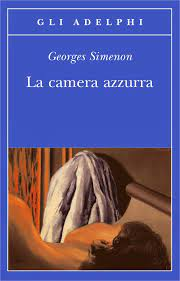 GLI ADELPHI
Georges Simenon
La camera azzurra